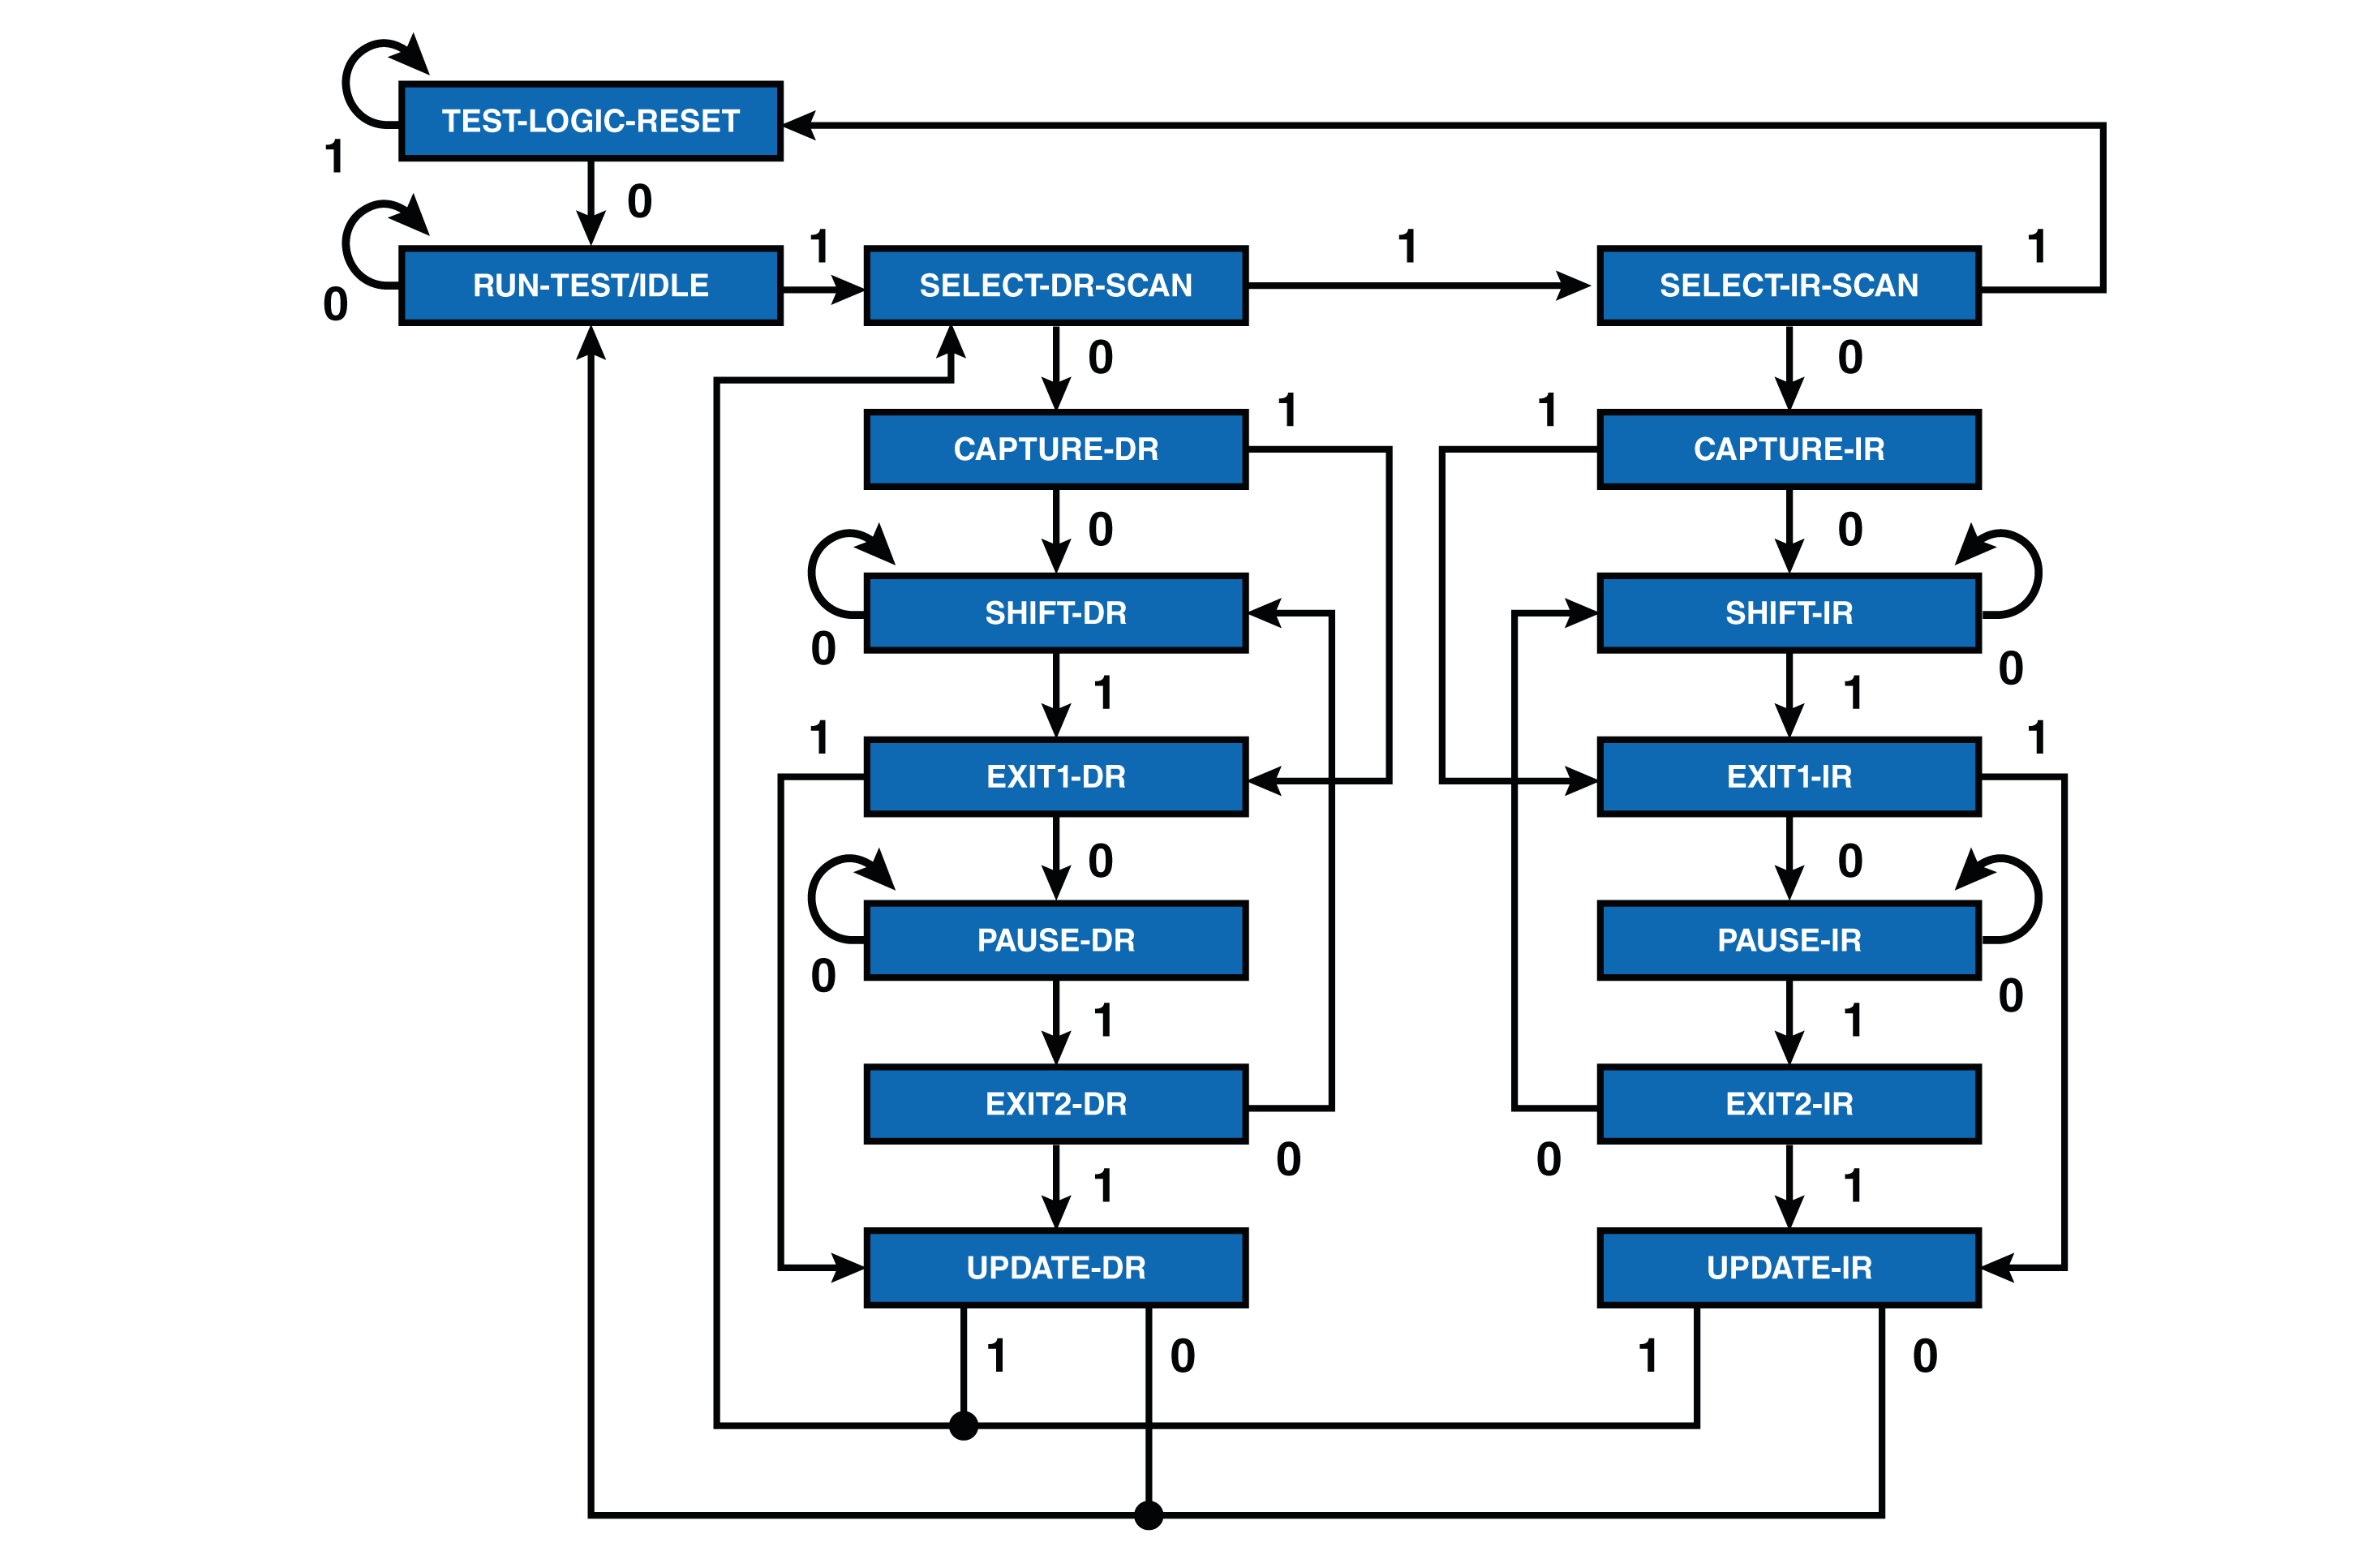 TEST-LOGIC-RESET
1
0
RUN-TEST/IDLE
0
1
SELECT-DR-SCAN
1
SELECT-IR-SCAN
1
0
0
CAPTURE-DR
1
1
CAPTURE-IR
0
0
SHIFT-DR
0
SHIFT-IR
0
1
1
1
EXIT1-DR
EXIT1-IR
1
0
0
PAUSE-DR
0
PAUSE-IR
0
1
1
EXIT2-DR
0
EXIT2-IR
0
1
1
UPDATE-DR
UPDATE-IR
1
0
1
0